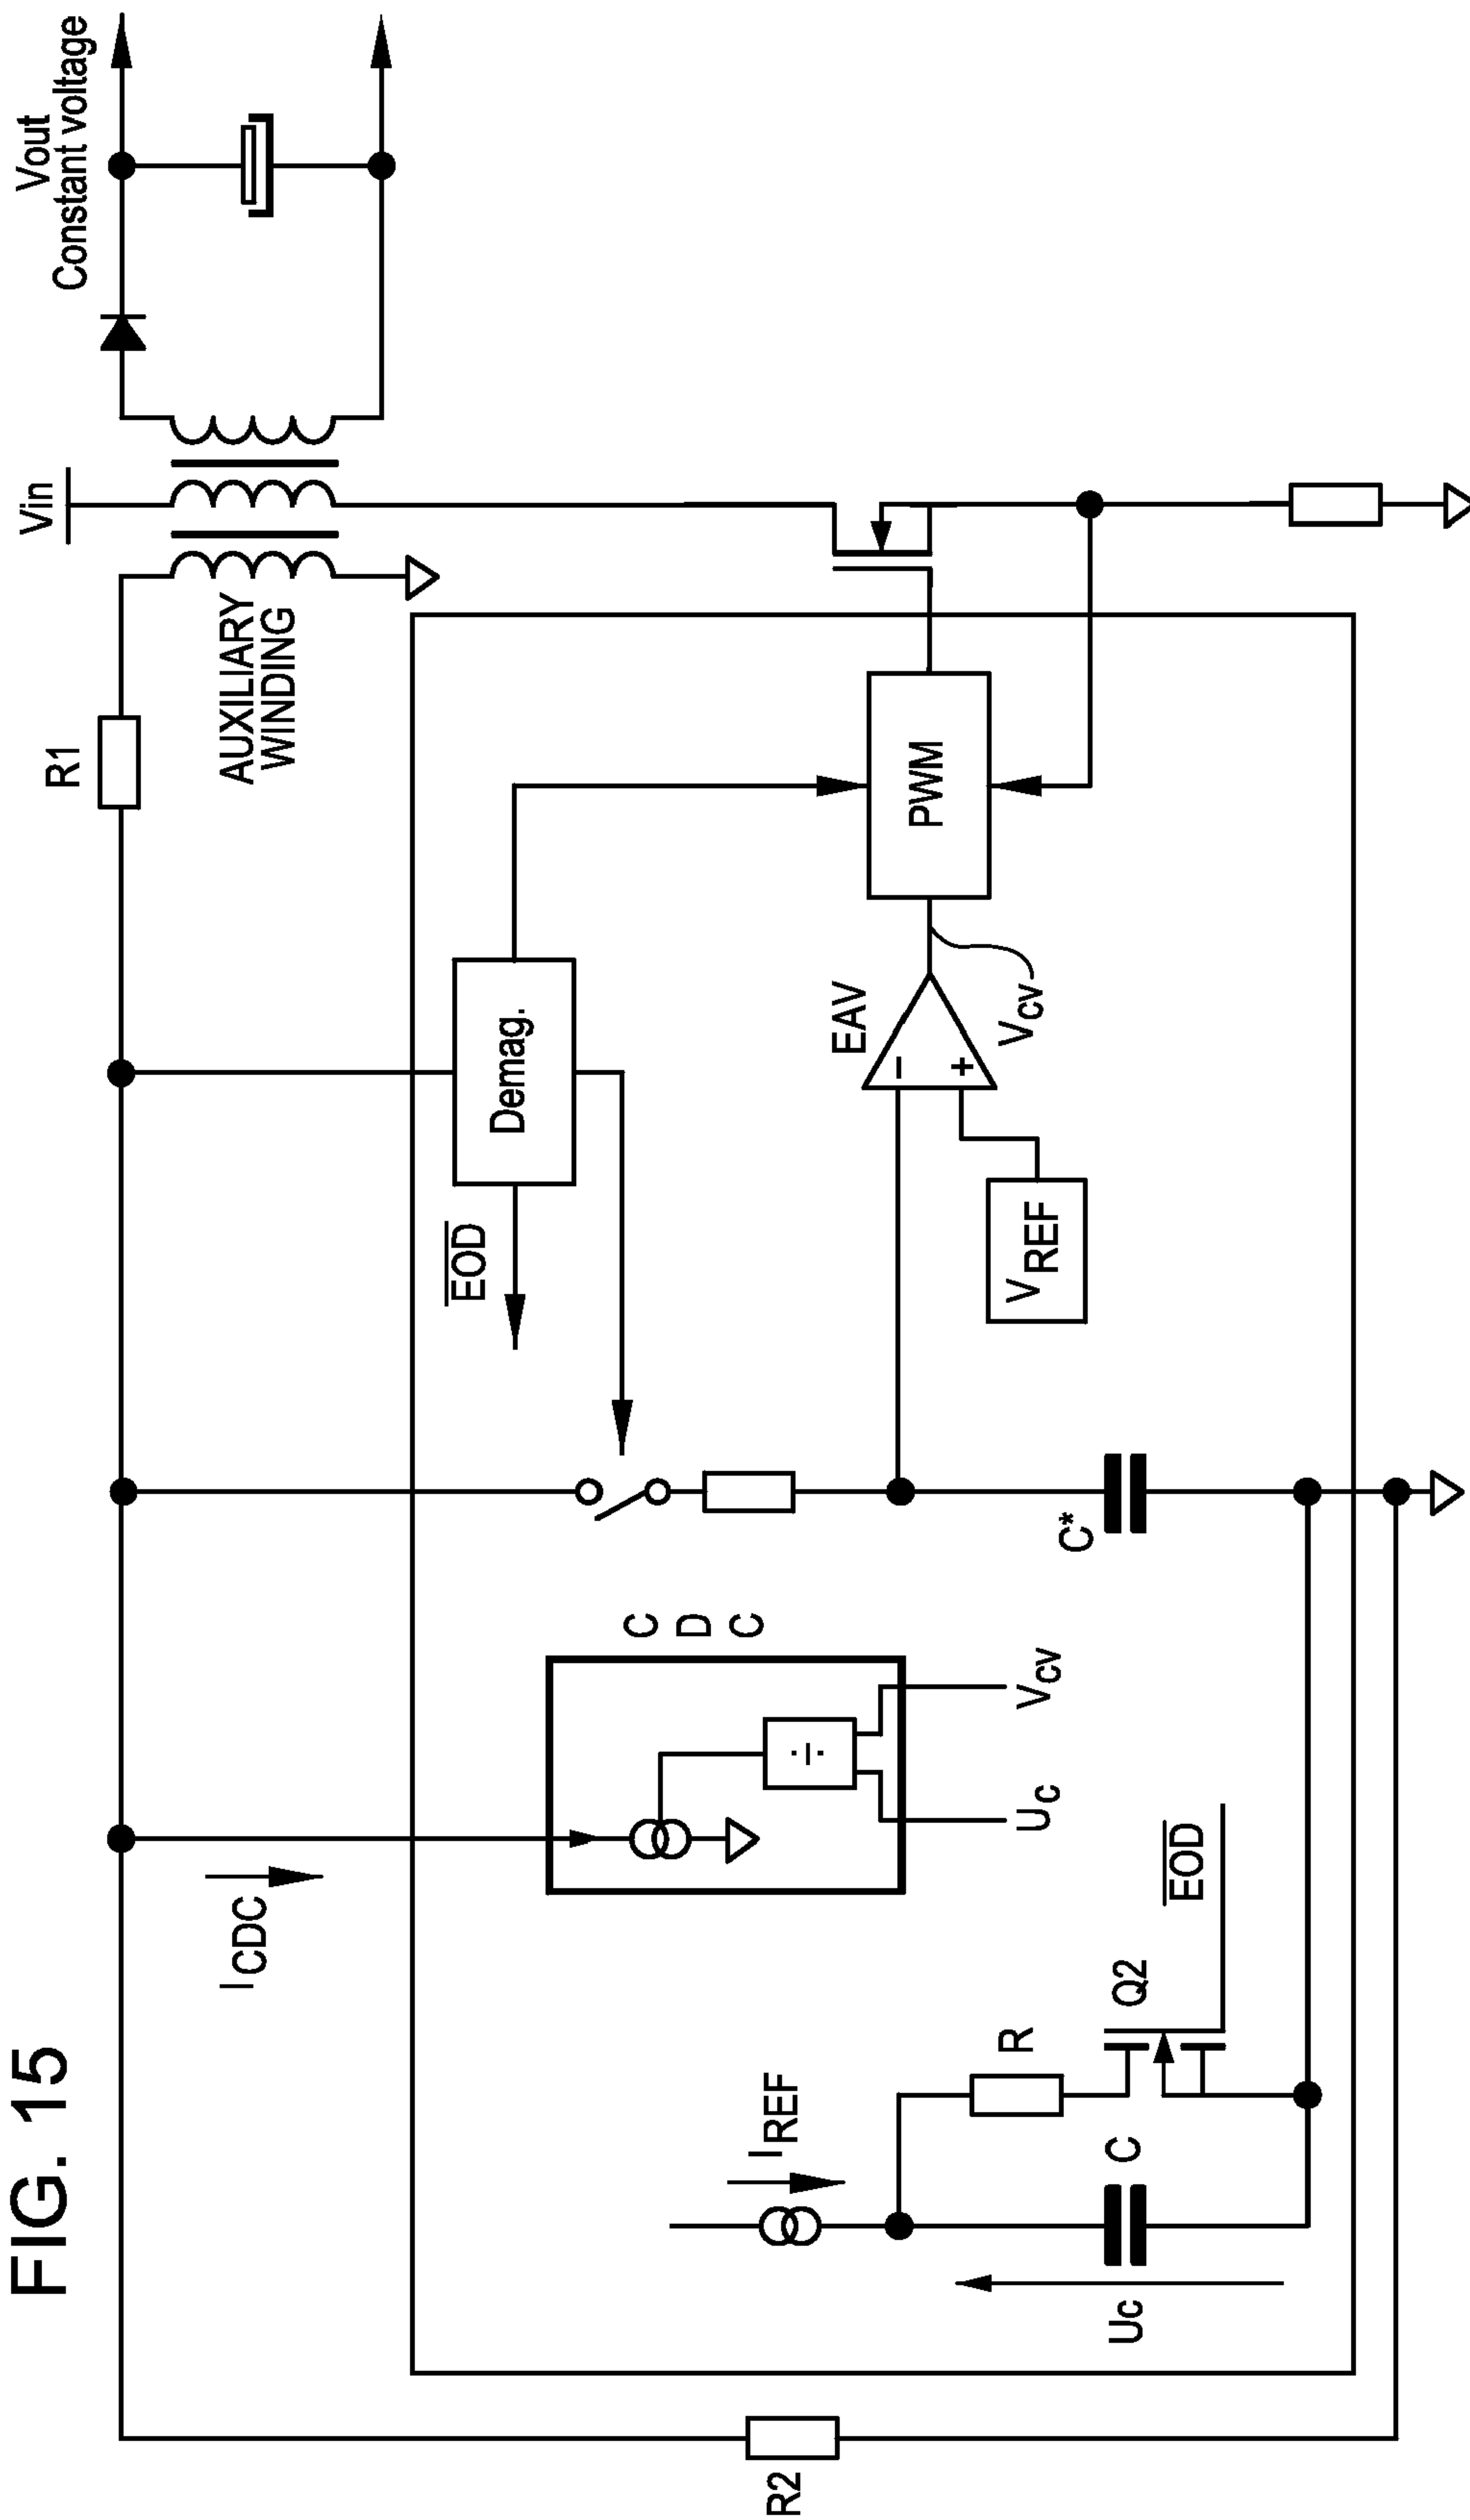 FIG. 15
Vin
Vout
Constant voltage
R1
AUXILIARY
WINDING
I CDC
Demag.
EOD
PWM
EAV
VCV
VREF
C
D
C
÷
UC
VCV
C*
IREF
R
Q2
EOD
C
UC
R2
−
+